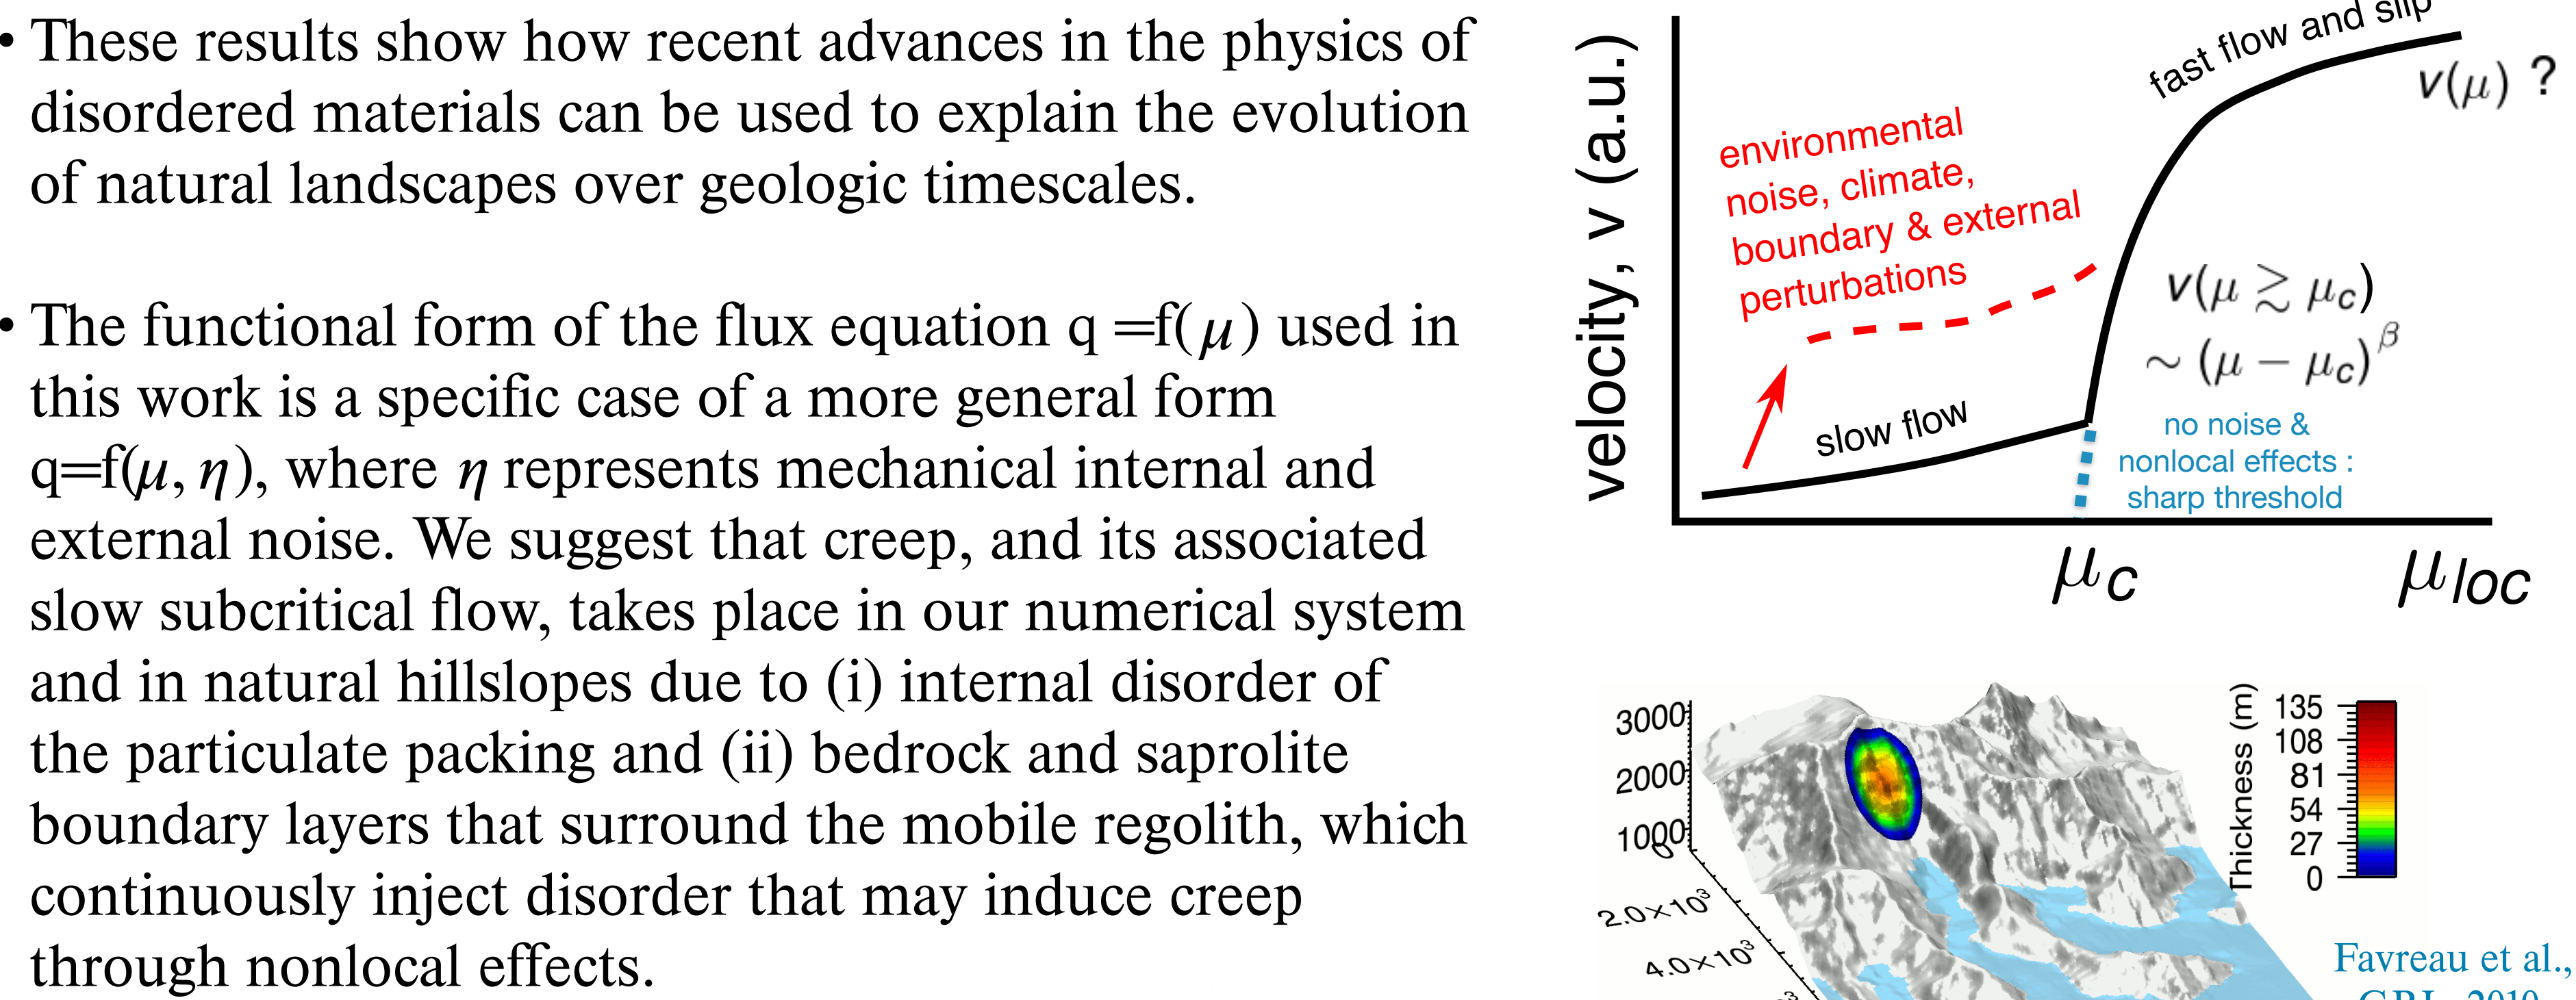 • These results show how recent advances in the physics of
disordered materials can be used to explain the evolution
of natural landscapes over geologic timescales.
• The functional form of the flux equation q =f(μ) used in
this work is a specific case of a more general form
q=f(μ, η), where η represents mechanical internal and
external noise. We suggest that creep, and its associated
slow subcritical flow, takes place in our numerical system
and in natural hillslopes due to (i) internal disorder of
the particulate packing and (ii) bedrock and saprolite
boundary layers that surround the mobile regolith, which
continuously inject disorder that may induce creep
through nonlocal effects.
velocity, v (a.u.)
fast flow and slip
v(μ) ?
environmental
noise, climate,
boundary & external
perturbations
v(μ ≳ μc)
∼ (μ − μc)^β
slow flow
no noise &
nonlocal effects :
sharp threshold
μc
μloc
3000
2000
1000
0
2.0×10³
4.0×10³
Thickness (m)
135
108
81
54
27
0
Favreau et al.,
GRL, 2010